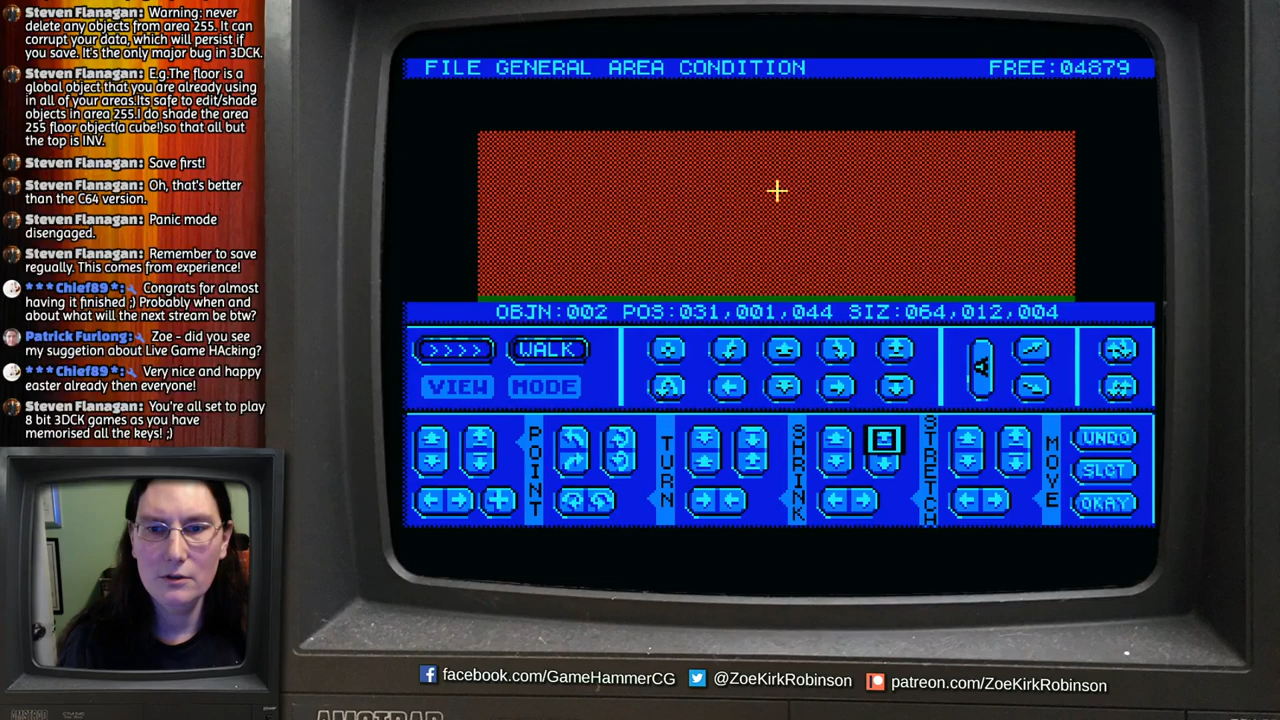 Steven Flanagan: Warning: never
delete any objects from area 255. It can
corrupt your data, which will persist if
you save. It's the only major bug in 3DCK.
Steven Flanagan: E.g.The floor is a
global object that you are already using
in all of your areas.Its safe to edit/shade
objects in area 255.I do shade the area
255 floor object(a cube!)so that all but
the top is INV.
Steven Flanagan: Save first!
Steven Flanagan: Oh, that's better
than the C64 version.
Steven Flanagan: Panic mode
disengaged.
Steven Flanagan: Remember to save
regually. This comes from experience!
***Chief89*: Congrats for almost
having it finished ;) Probably when and
about what will the next stream be btw?
Patrick Furlong: Zoe - did you see
my suggetion about Live Game HAcking?
***Chief89*: Very nice and happy
easter already then everyone!
Steven Flanagan: You're all set to play
8 bit 3DCK games as you have
memorised all the keys! ;)
FILE GENERAL AREA CONDITION FREE:04879
OBJN:002 POS:031,001,044 SIZ:064,012,004
>>>> WALK
VIEW MODE
POINT
TURN
SHRINK
STRETCH
MOVE
UNDO
SLCT
OKAY
facebook.com/GameHammerCG @ZoeKirkRobinson patreon.com/ZoeKirkRobinson
AMSTRAD